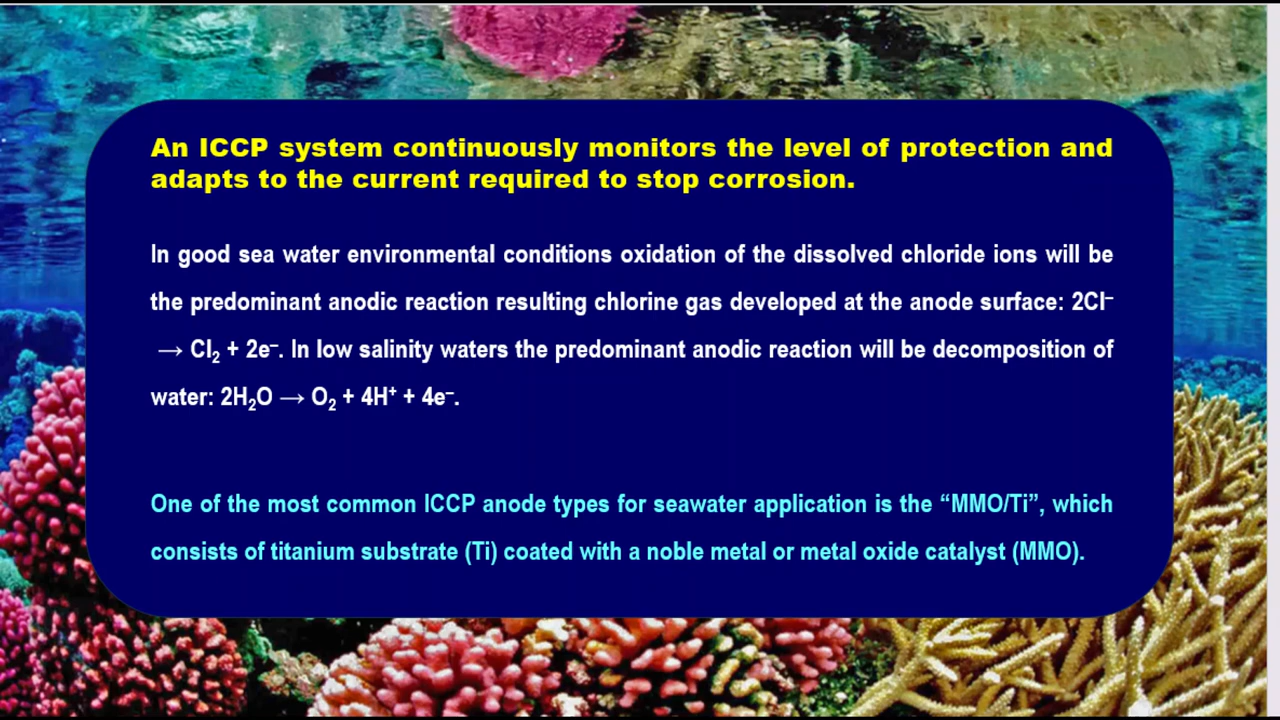 An ICCP system continuously monitors the level of protection and
adapts to the current required to stop corrosion.
In good sea water environmental conditions oxidation of the dissolved chloride ions will be
the predominant anodic reaction resulting chlorine gas developed at the anode surface: 2Cl⁻
→ Cl₂ + 2e⁻. In low salinity waters the predominant anodic reaction will be decomposition of
water: 2H₂O → O₂ + 4H⁺ + 4e⁻.
One of the most common ICCP anode types for seawater application is the “MMO/Ti”, which
consists of titanium substrate (Ti) coated with a noble metal or metal oxide catalyst (MMO).